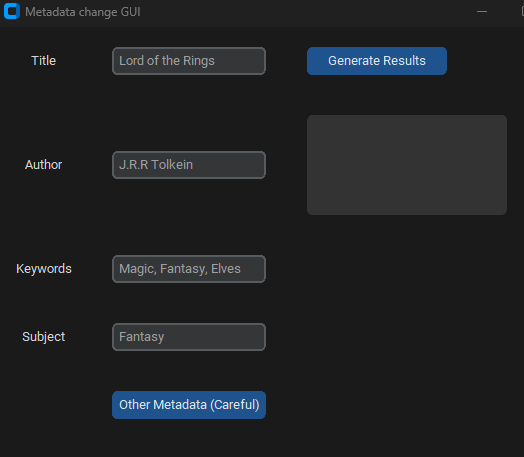 Metadata change GUI
Title
Lord of the Rings
Generate Results
Author
J.R.R Tolkein
Keywords
Magic, Fantasy, Elves
Subject
Fantasy
Other Metadata (Careful)